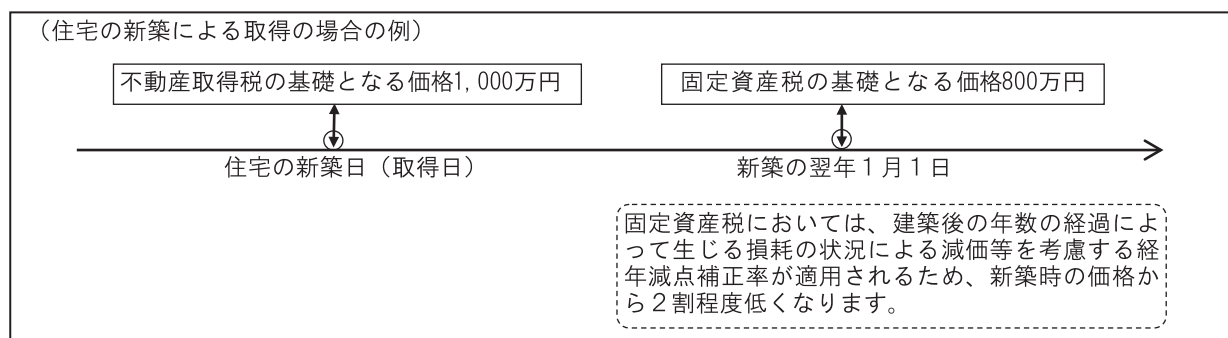 （住宅の新築による取得の場合の例）
不動産取得税の基礎となる価格1,000万円
固定資産税の基礎となる価格800万円
住宅の新築日（取得日）
新築の翌年１月１日
固定資産税においては、建築後の年数の経過によ
って生じる損耗の状況による減価等を考慮する経
年減点補正率が適用されるため、新築時の価格か
ら２割程度低くなります。